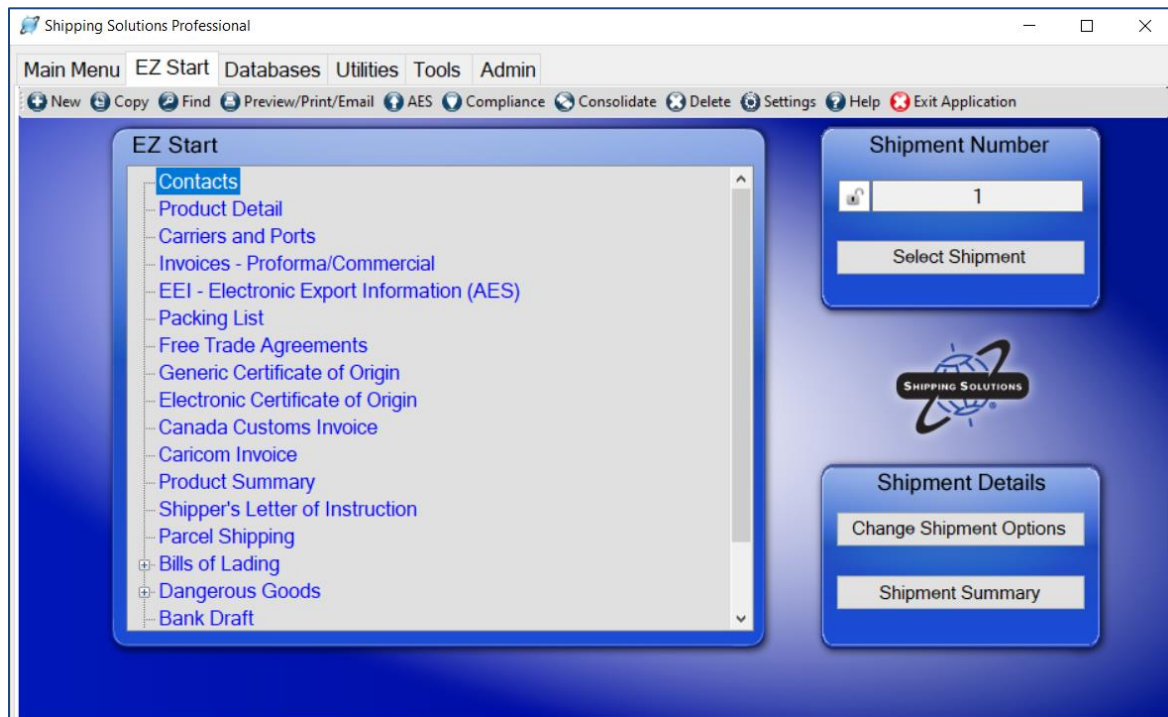 Shipping Solutions Professional
Main Menu EZ Start Databases Utilities Tools Admin
New Copy Find Preview/Print/Email AES Compliance Consolidate Delete Settings Help Exit Application
EZ Start
Contacts
Product Detail
Carriers and Ports
Invoices - Proforma/Commercial
EEI - Electronic Export Information (AES)
Packing List
Free Trade Agreements
Generic Certificate of Origin
Electronic Certificate of Origin
Canada Customs Invoice
Caricom Invoice
Product Summary
Shipper's Letter of Instruction
Parcel Shipping
Bills of Lading
Dangerous Goods
Bank Draft
Shipment Number
1
Select Shipment
SHIPPING SOLUTIONS
Shipment Details
Change Shipment Options
Shipment Summary